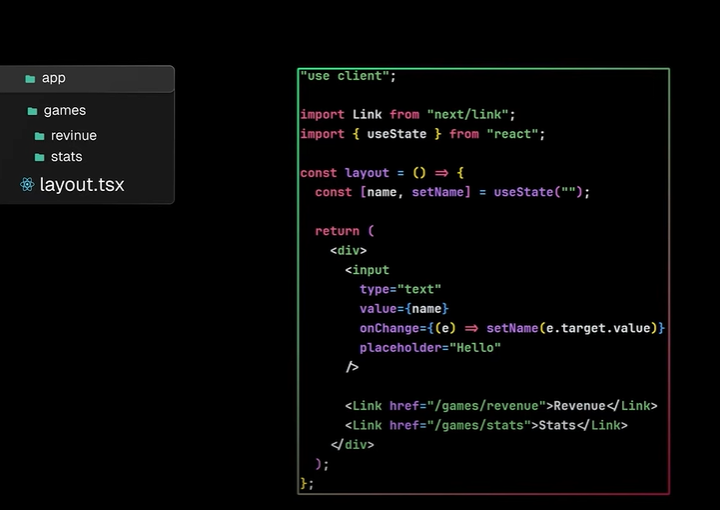 app
games
revinue
stats
layout.tsx
"use client";
import Link from "next/link";
import { useState } from "react";
const layout = () => {
const [name, setName] = useState("");
return (
<div>
<input
type="text"
value={name}
onChange={(e) => setName(e.target.value)}
placeholder="Hello"
/>
<Link href="/games/revenue">Revenue</Link>
<Link href="/games/stats">Stats</Link>
</div>
);
};